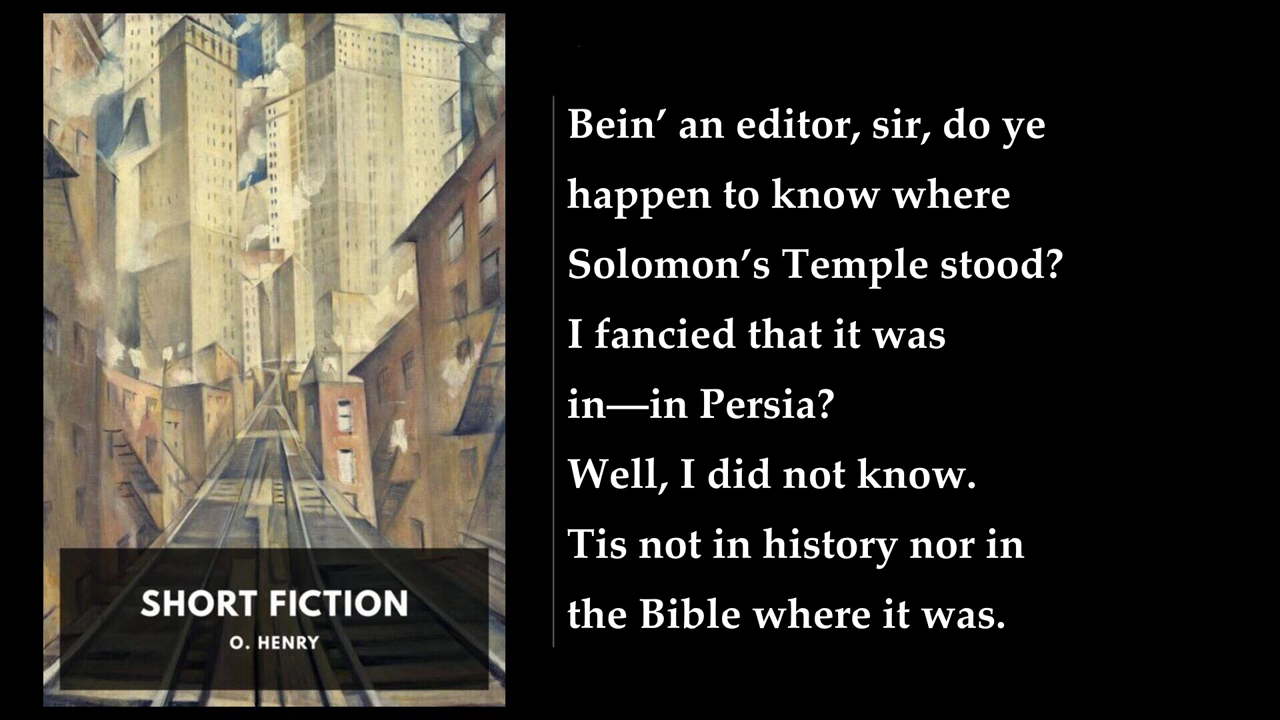 SHORT FICTION
O. HENRY
Bein’ an editor, sir, do ye
happen to know where
Solomon’s Temple stood?
I fancied that it was
in—in Persia?
Well, I did not know.
Tis not in history nor in
the Bible where it was.